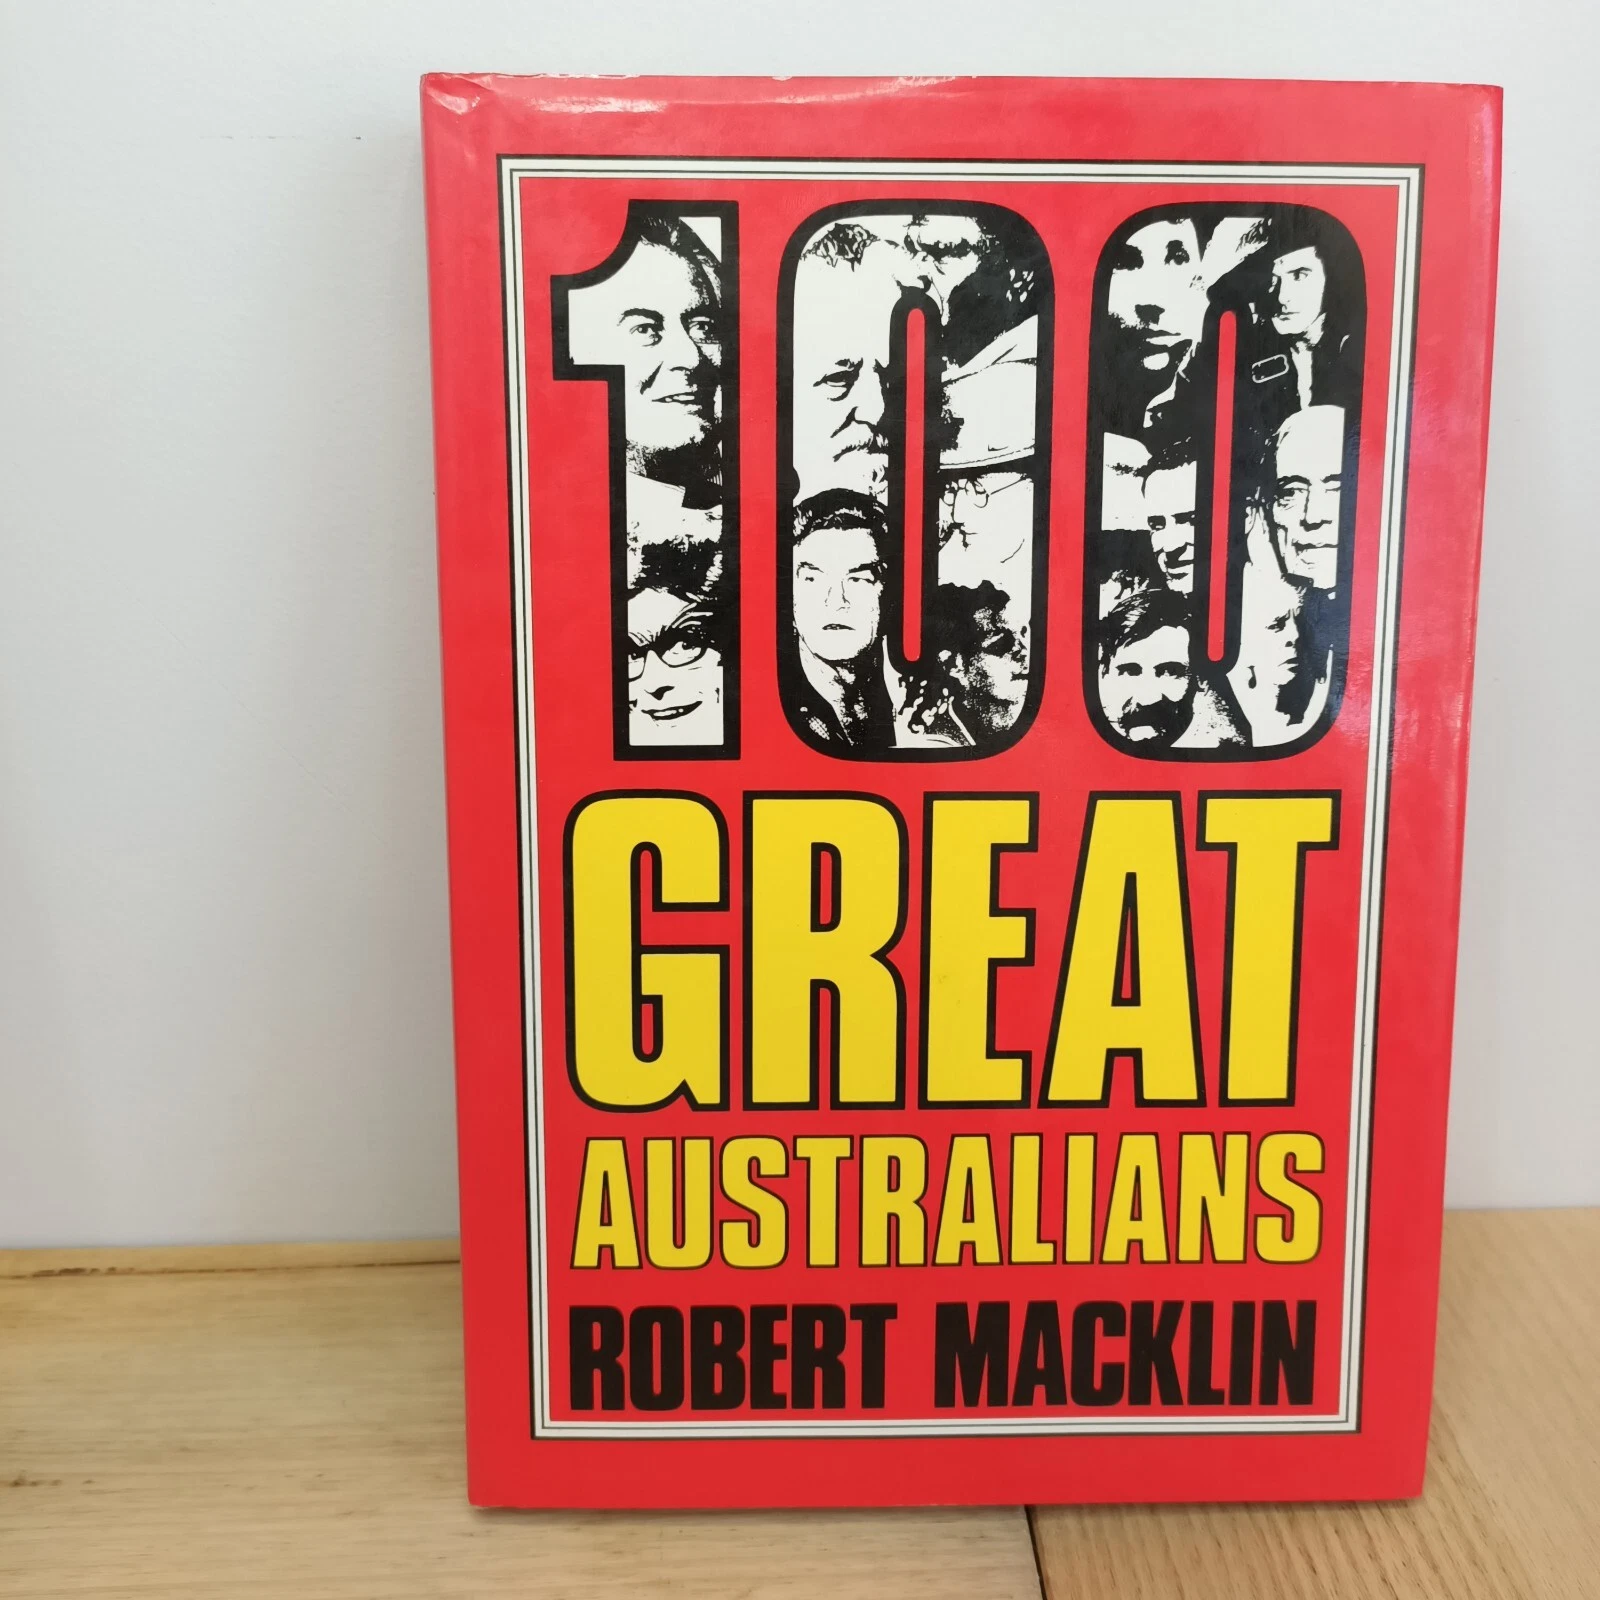 100
GREAT
AUSTRALIANS
ROBERT MACKLIN